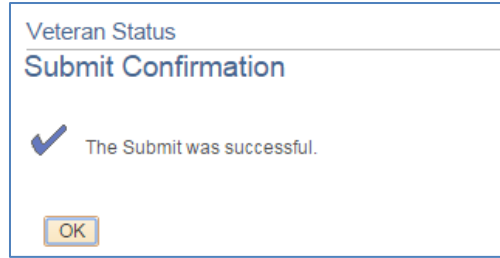 Veteran Status
Submit Confirmation
The Submit was successful.
OK